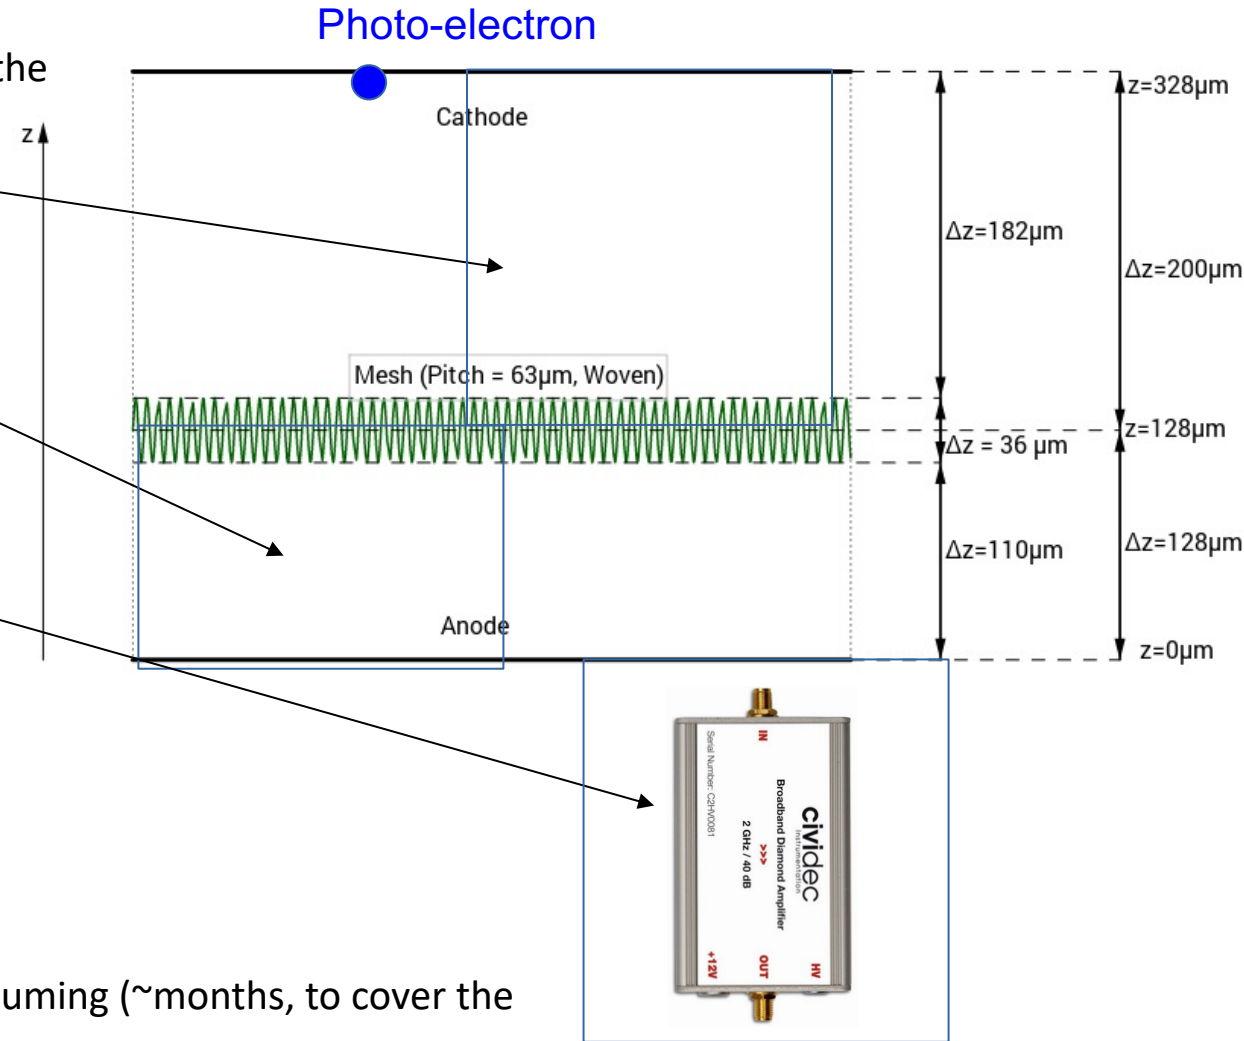 Photo-electron
the
z=328µm
Cathode
z
Δz=182µm
Δz=200µm
Mesh (Pitch = 63µm, Woven)
z=128µm
Δz = 36 µm
Δz=110µm
Δz=128µm
Anode
z=0µm
IN
Serial Number: C2HV0081
Broadband Diamond Amplifier
2 GHz / 40 dB
>>>
cividec
Instrumentation
+12V
OUT
HV
uming (~months, to cover the